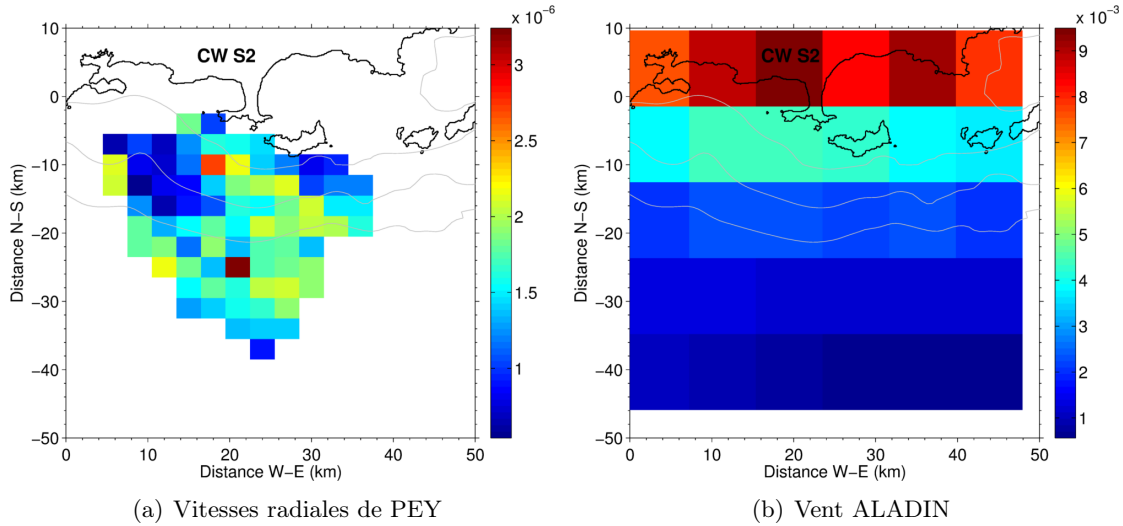 x 10⁻⁶
CW S2
10
0
−10
−20
−30
−40
−50
0 10 20 30 40 50
Distance N−S (km)
Distance W−E (km)
3
2.5
2
1.5
1
(a) Vitesses radiales de PEY
x 10⁻³
CW S2
10
0
−10
−20
−30
−40
−50
0 10 20 30 40 50
Distance N−S (km)
Distance W−E (km)
9
8
7
6
5
4
3
2
1
(b) Vent ALADIN